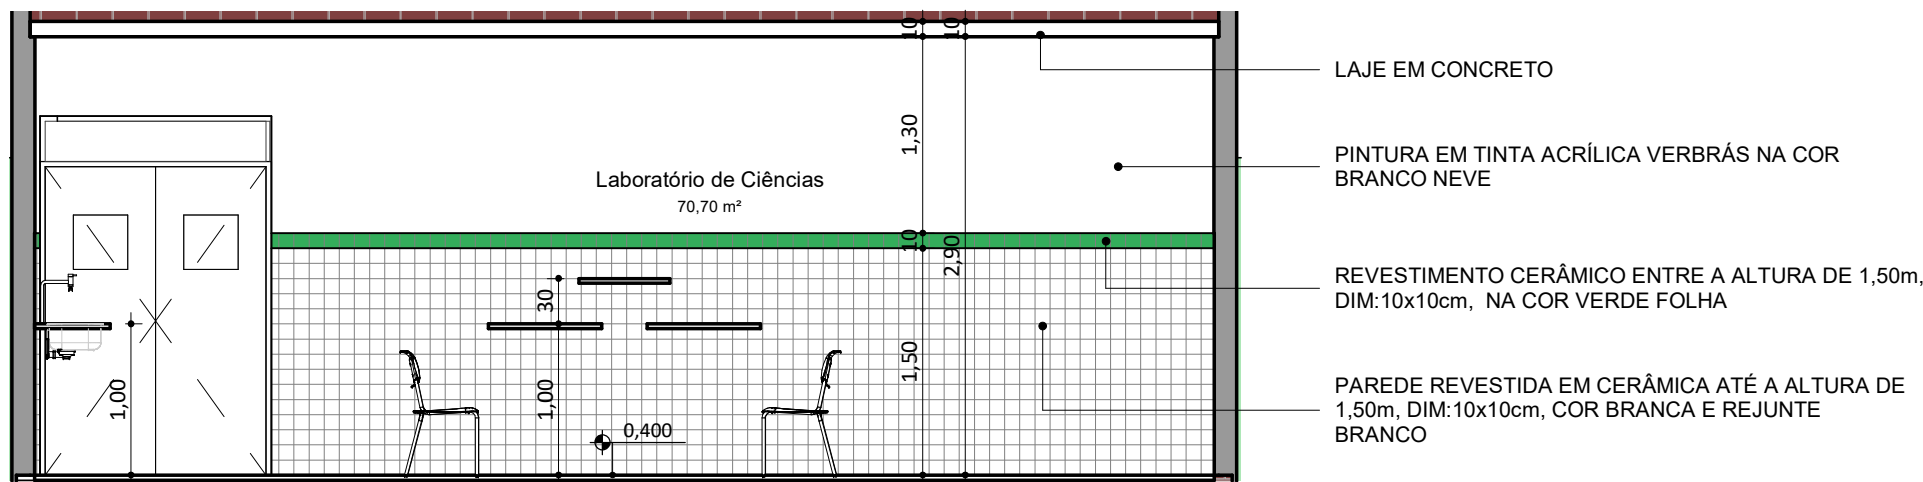 10
10
LAJE EM CONCRETO
1,30
PINTURA EM TINTA ACRÍLICA VERBRÁS NA COR
BRANCO NEVE
Laboratório de Ciências
70,70 m²
10
2,90
REVESTIMENTO CERÂMICO ENTRE A ALTURA DE 1,50m,
DIM:10x10cm, NA COR VERDE FOLHA
30
1,50
1,00
1,00
PAREDE REVESTIDA EM CERÂMICA ATÉ A ALTURA DE
1,50m, DIM:10x10cm, COR BRANCA E REJUNTE
BRANCO
0,400